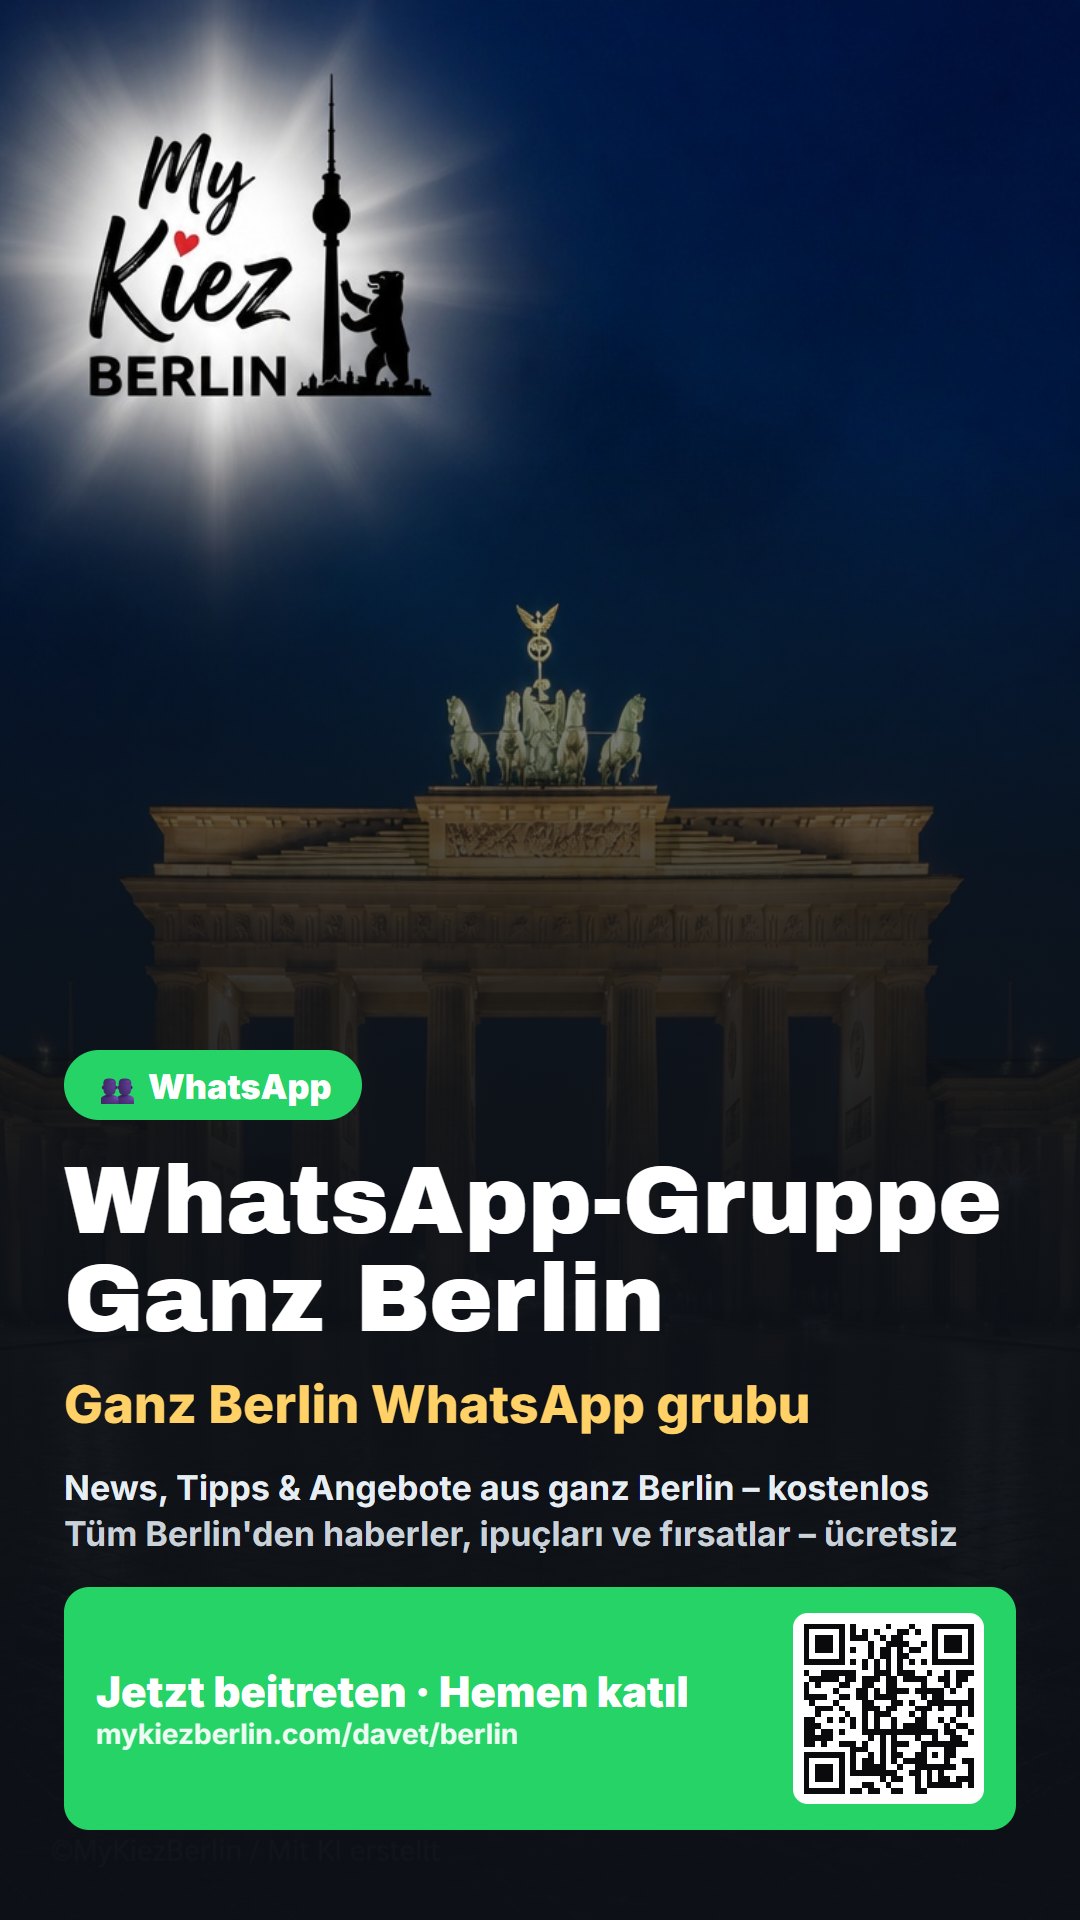 My
Kiez
BERLIN
WhatsApp
WhatsApp-Gruppe
Ganz Berlin
Ganz Berlin WhatsApp grubu
News, Tipps & Angebote aus ganz Berlin – kostenlos
Tüm Berlin'den haberler, ipuçları ve fırsatlar – ücretsiz
Jetzt beitreten · Hemen katıl
mykiezberlin.com/davet/berlin
©MyKiezBerlin / Mit KI erstellt